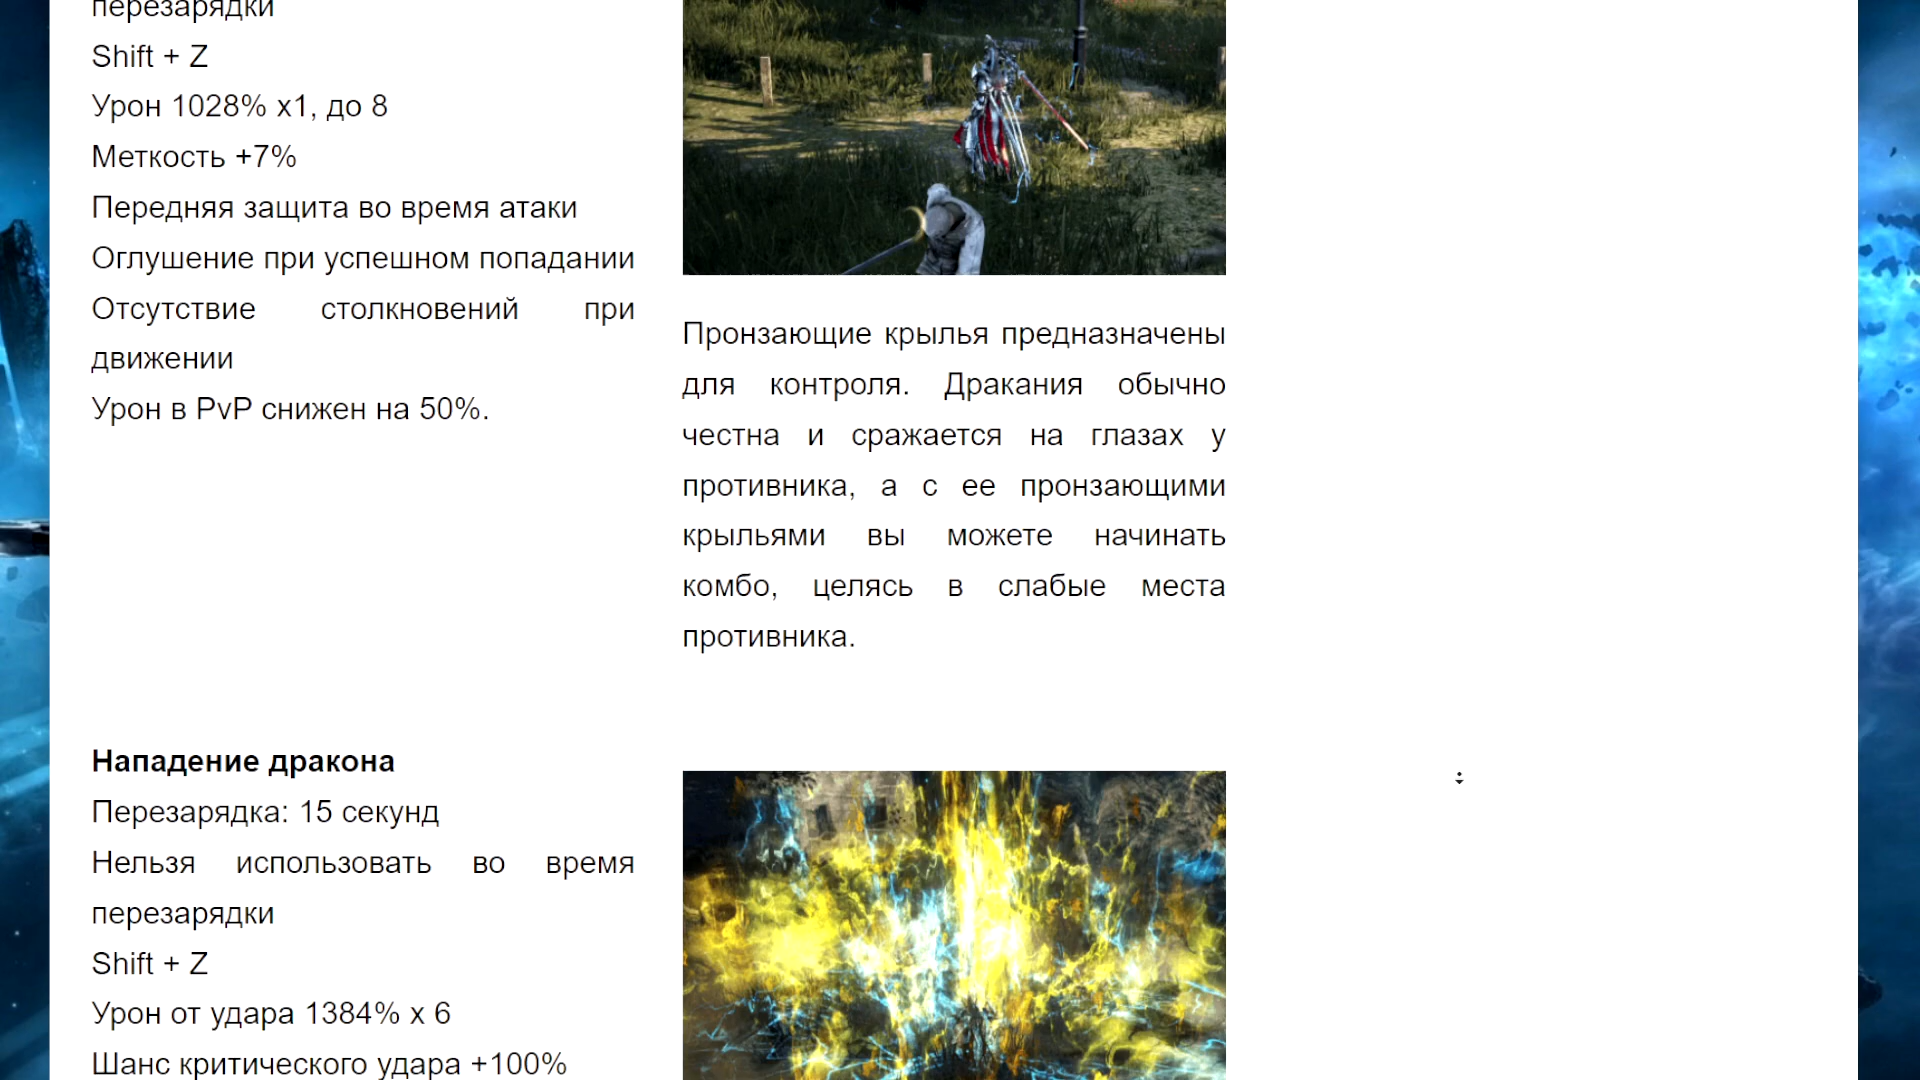 перезарядки
Shift + Z
Урон 1028% x1, до 8
Меткость +7%
Передняя защита во время атаки
Оглушение при успешном попадании
Отсутствие столкновений при
движении
Урон в PvP снижен на 50%.
Пронзающие крылья предназначены
для контроля. Дракания обычно
честна и сражается на глазах у
противника, а с ее пронзающими
крыльями вы можете начинать
комбо, целясь в слабые места
противника.
Нападение дракона
Перезарядка: 15 секунд
Нельзя использовать во время
перезарядки
Shift + Z
Урон от удара 1384% x 6
Шанс критического удара +100%